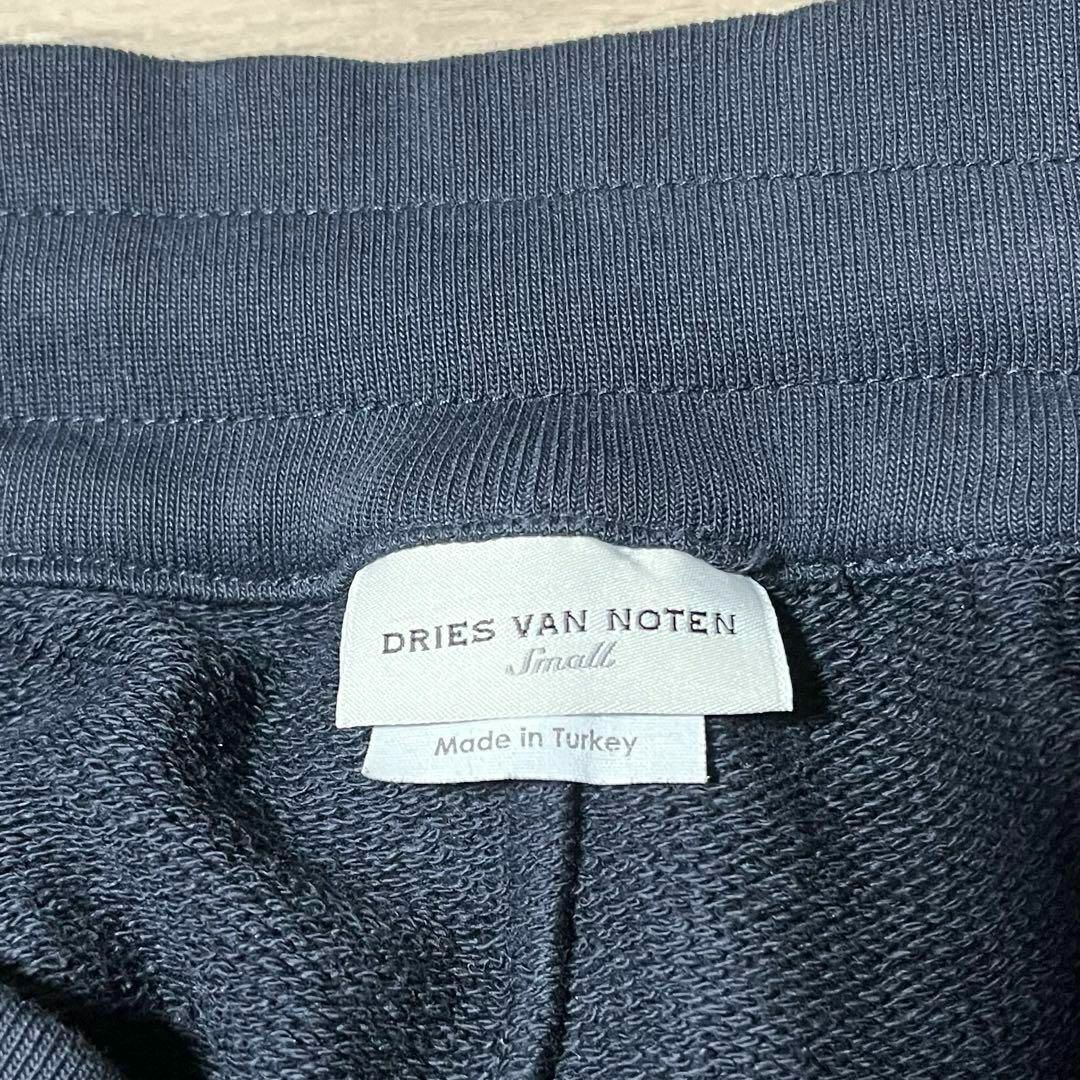 DRIES VAN NOTEN
Small
Made in Turkey